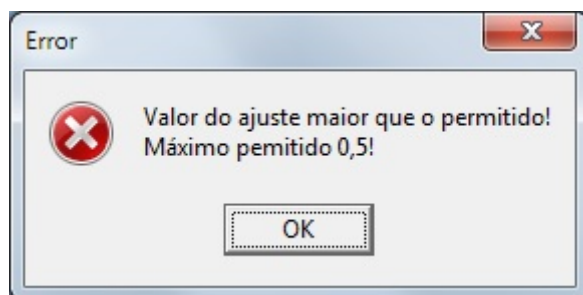 Error
Valor do ajuste maior que o permitido!
Máximo pemitido 0,5!
OK